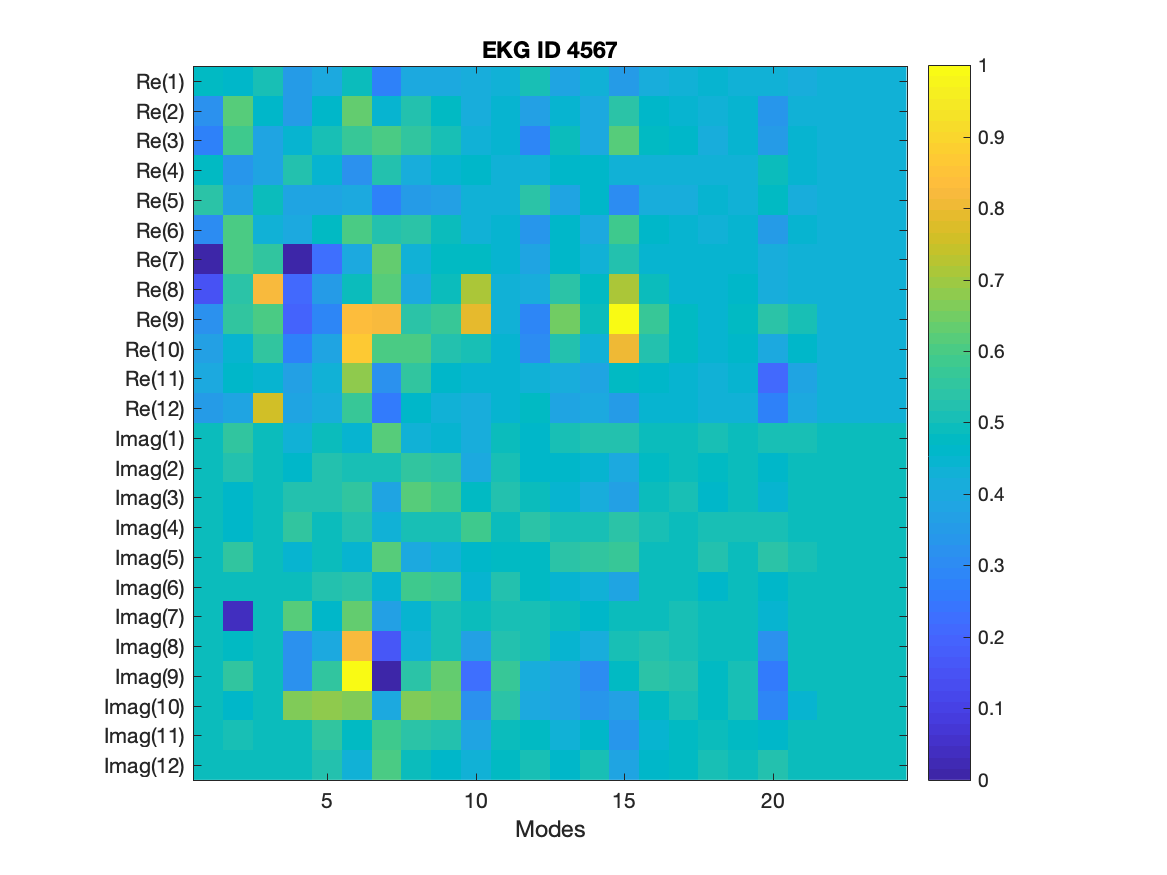 EKG ID 4567
Re(1)
Re(2)
Re(3)
Re(4)
Re(5)
Re(6)
Re(7)
Re(8)
Re(9)
Re(10)
Re(11)
Re(12)
Imag(1)
Imag(2)
Imag(3)
Imag(4)
Imag(5)
Imag(6)
Imag(7)
Imag(8)
Imag(9)
Imag(10)
Imag(11)
Imag(12)
5 10 15 20
Modes
1
0.9
0.8
0.7
0.6
0.5
0.4
0.3
0.2
0.1
0